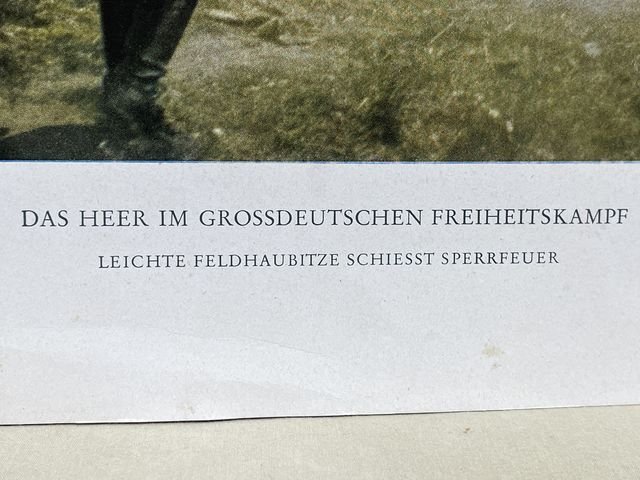 DAS HEER IM GROSSDEUTSCHEN FREIHEITSKAMPF
LEICHTE FELDHAUBITZE SCHIESST SPERRFEUER